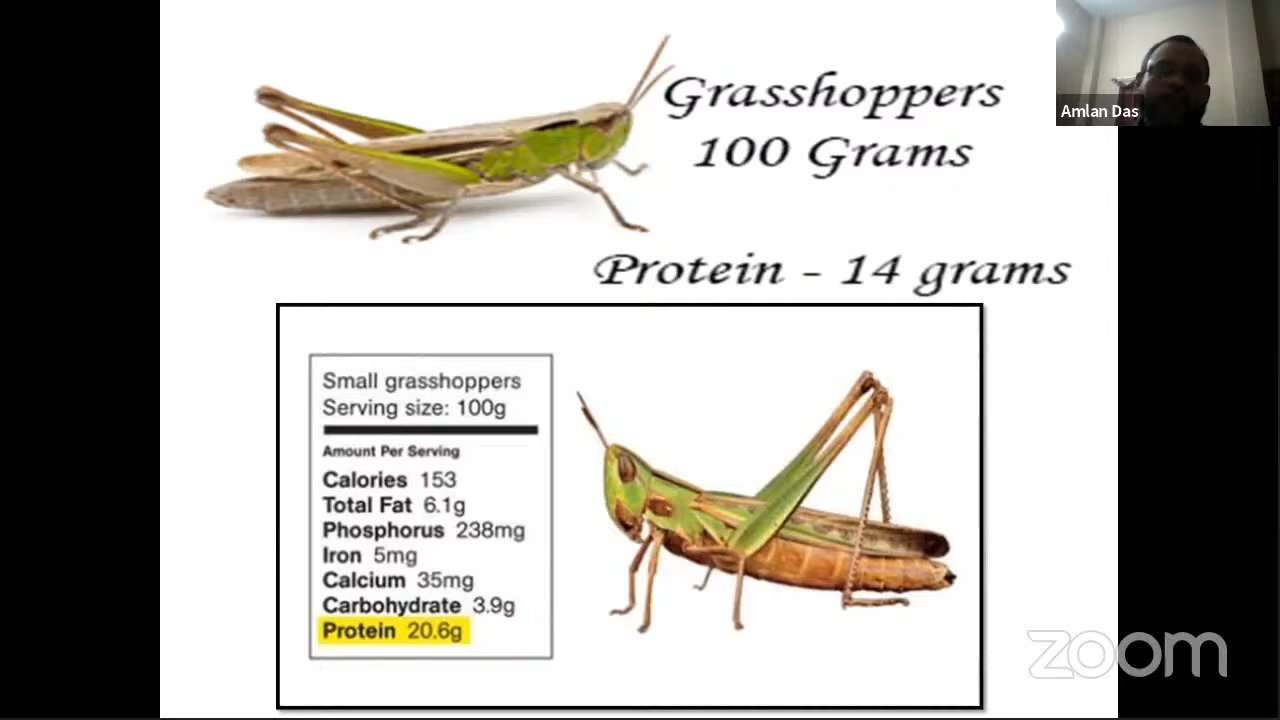 Grasshoppers
100 Grams
Amlan Das
Protein - 14 grams
Small grasshoppers
Serving size: 100g
Amount Per Serving
Calories 153
Total Fat 6.1g
Phosphorus 238mg
Iron 5mg
Calcium 35mg
Carbohydrate 3.9g
Protein 20.6g
zoom